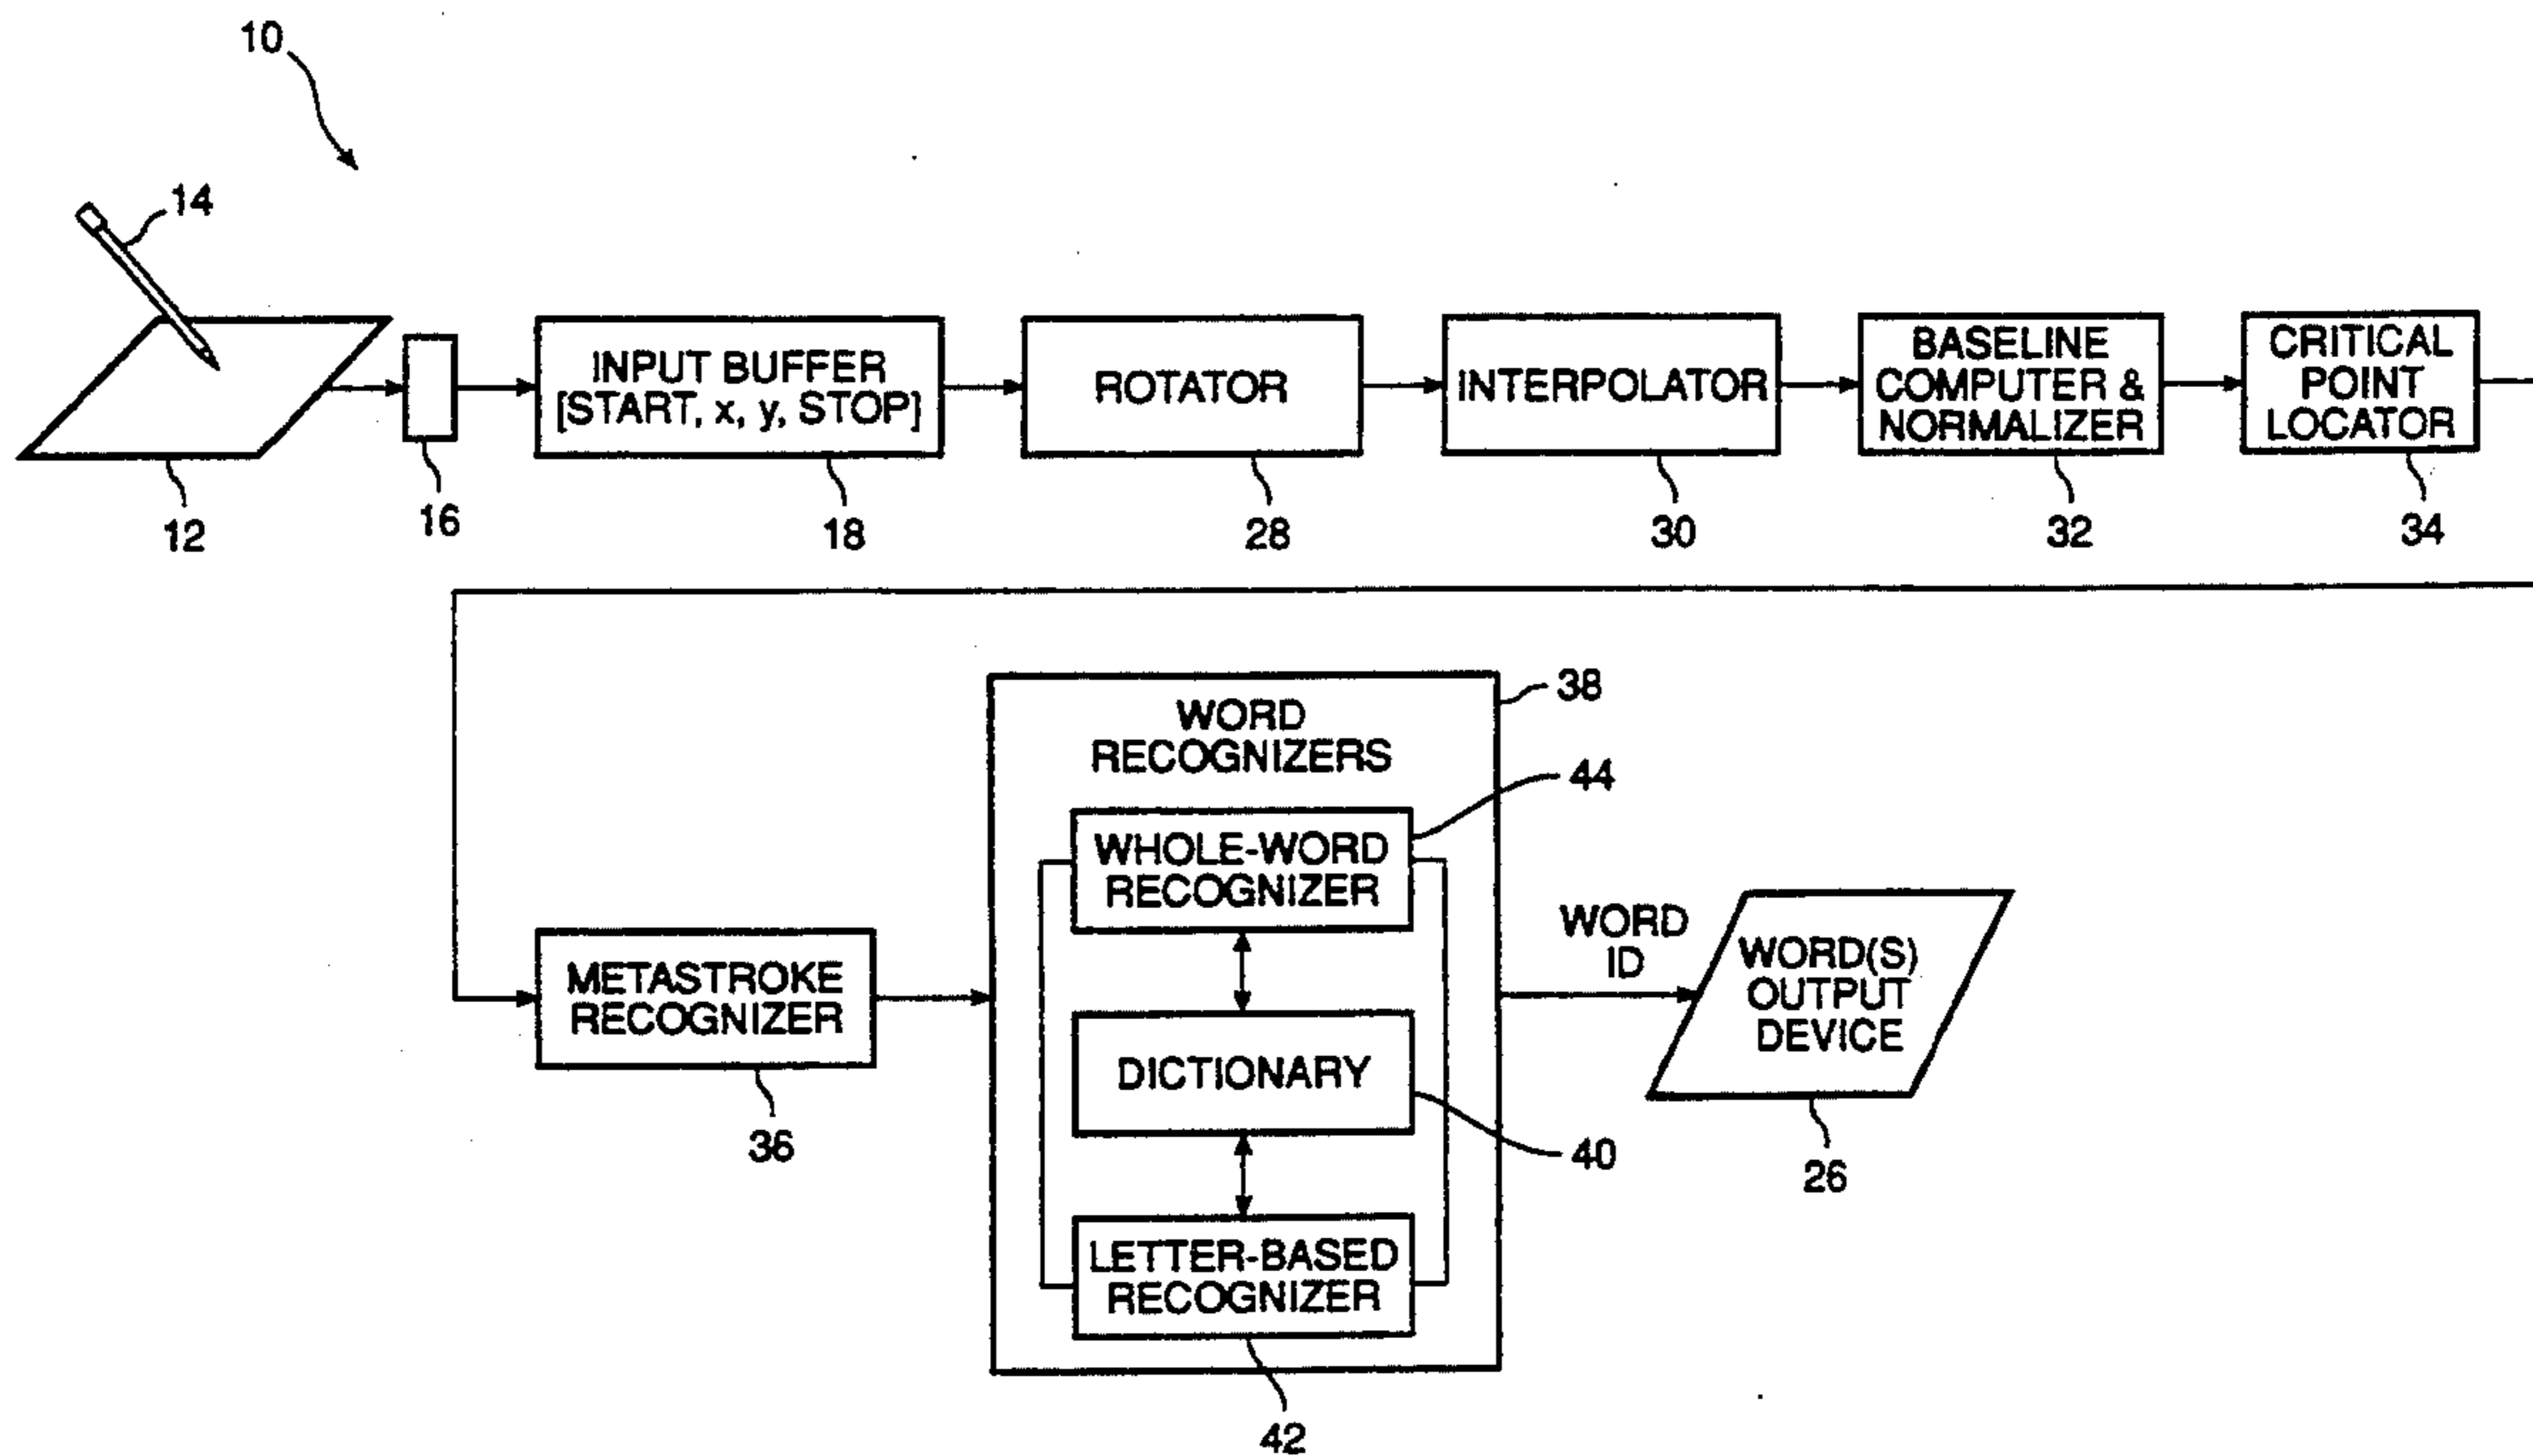 10
14
INPUT BUFFER
[START, x, y, STOP]
ROTATOR
INTERPOLATOR
BASELINE
COMPUTER &
NORMALIZER
CRITICAL
POINT
LOCATOR
12
16
18
28
30
32
34
38
WORD
RECOGNIZERS
44
WHOLE-WORD
RECOGNIZER
METASTROKE
RECOGNIZER
36
DICTIONARY
40
LETTER-BASED
RECOGNIZER
42
WORD
ID
WORD(S)
OUTPUT
DEVICE
26